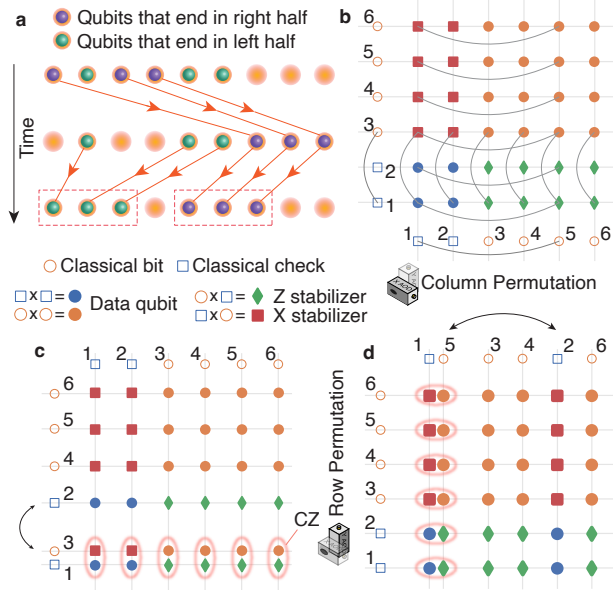 a
Qubits that end in right half
Qubits that end in left half
Time
b
6
5
4
3
2
1
1 2 3 4 5 6
Column Permutation
Classical bit
Classical check
x = Data qubit
x =
x = Z stabilizer
x = X stabilizer
c
1 2 3 4 5 6
6
5
4
2
3
1
CZ
Row Permutation
d
1 5 3 4 2 6
6
5
4
3
2
1